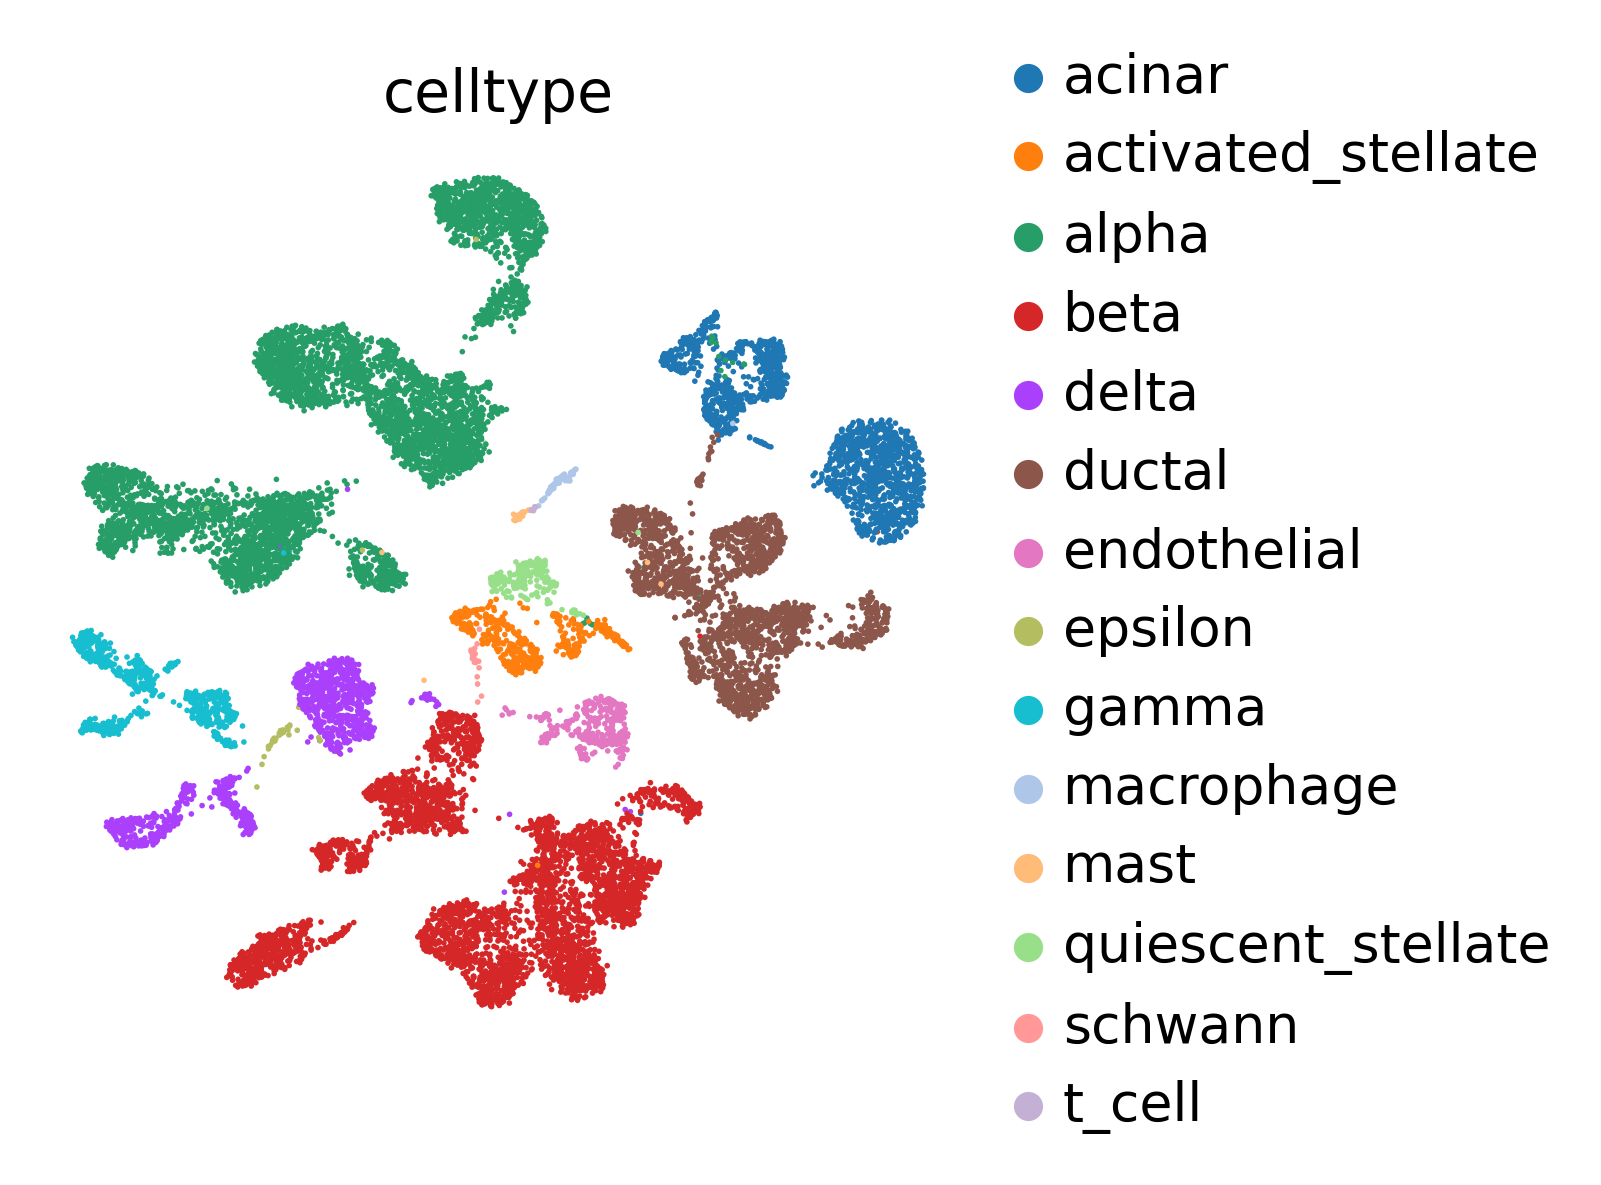 celltype
acinar
activated_stellate
alpha
beta
delta
ductal
endothelial
epsilon
gamma
macrophage
mast
quiescent_stellate
schwann
t_cell